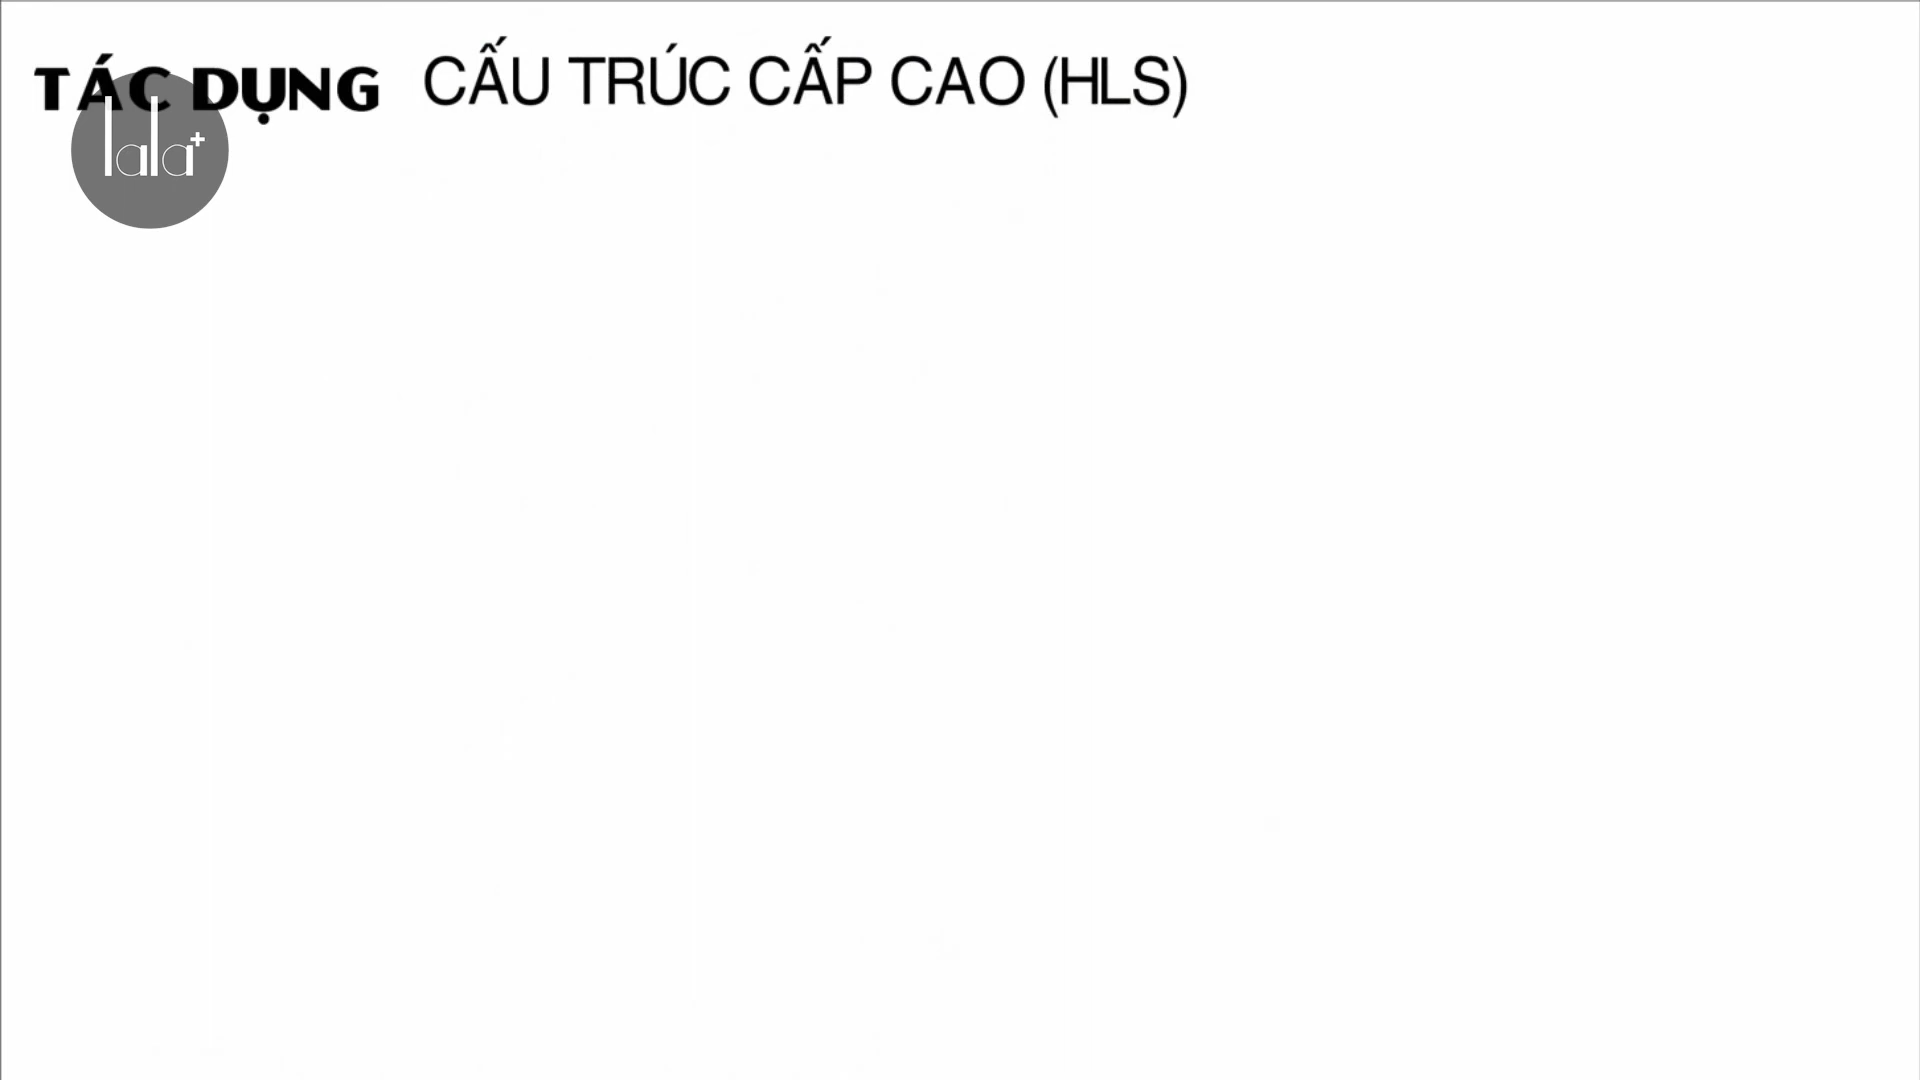 TÁC DỤNG CẤU TRÚC CẤP CAO (HLS)
lala+